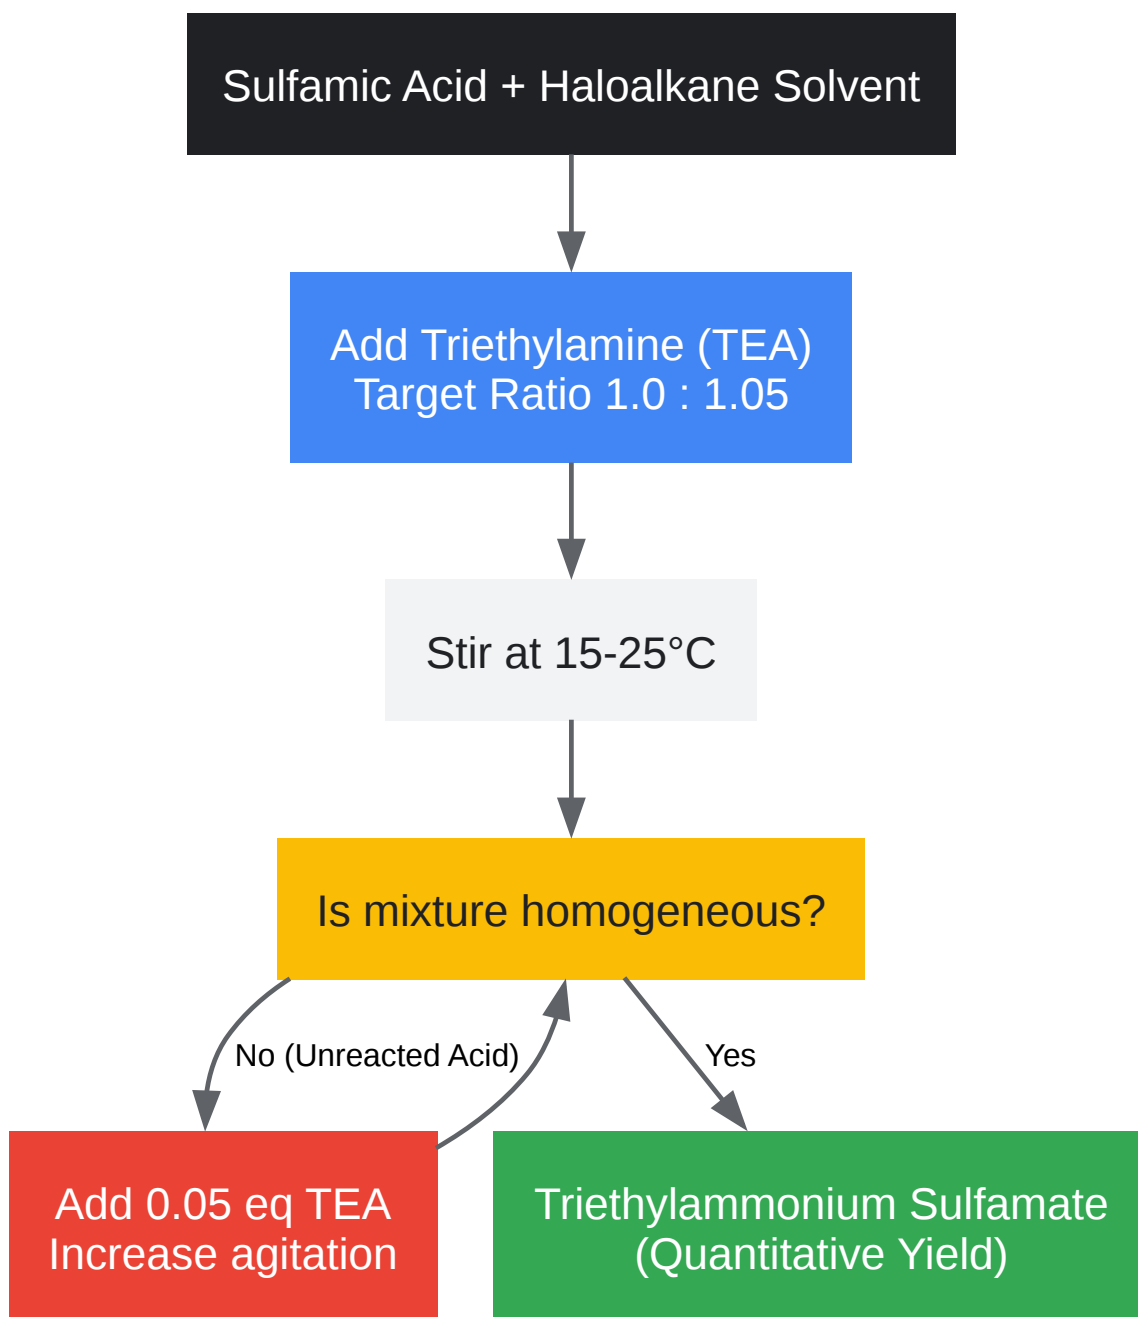 Sulfamic Acid + Haloalkane Solvent
Add Triethylamine (TEA)
Target Ratio 1.0 : 1.05
Stir at 15-25°C
Is mixture homogeneous?
No (Unreacted Acid)
Yes
Add 0.05 eq TEA
Increase agitation
Triethylammonium Sulfamate
(Quantitative Yield)